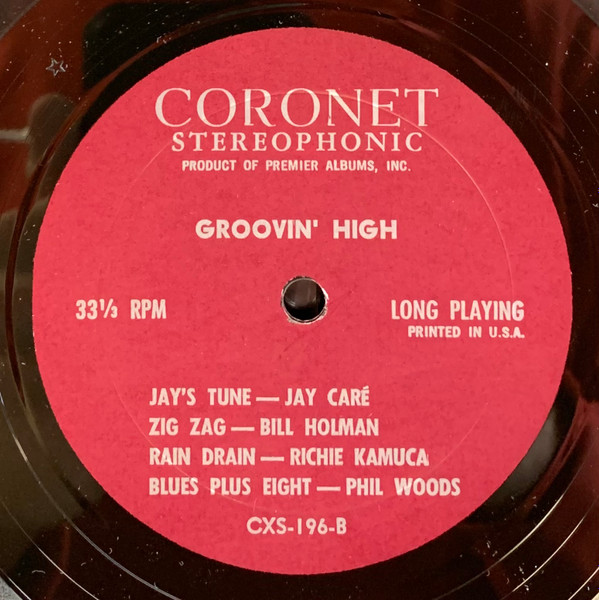 CORONET
STEREOPHONIC
PRODUCT OF PREMIER ALBUMS, INC.
GROOVIN' HIGH
33⅓ RPM
LONG PLAYING
PRINTED IN U.S.A.
JAY'S TUNE — JAY CARÉ
ZIG ZAG — BILL HOLMAN
RAIN DRAIN — RICHIE KAMUCA
BLUES PLUS EIGHT — PHIL WOODS
CXS-196-B